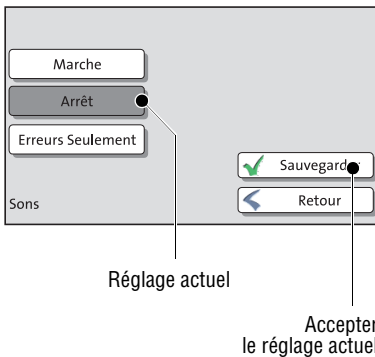 Marche
Arrêt
Erreurs Seulement
Sauvegarder
Sons
Retour
Réglage actuel
Accepter
le réglage actuel